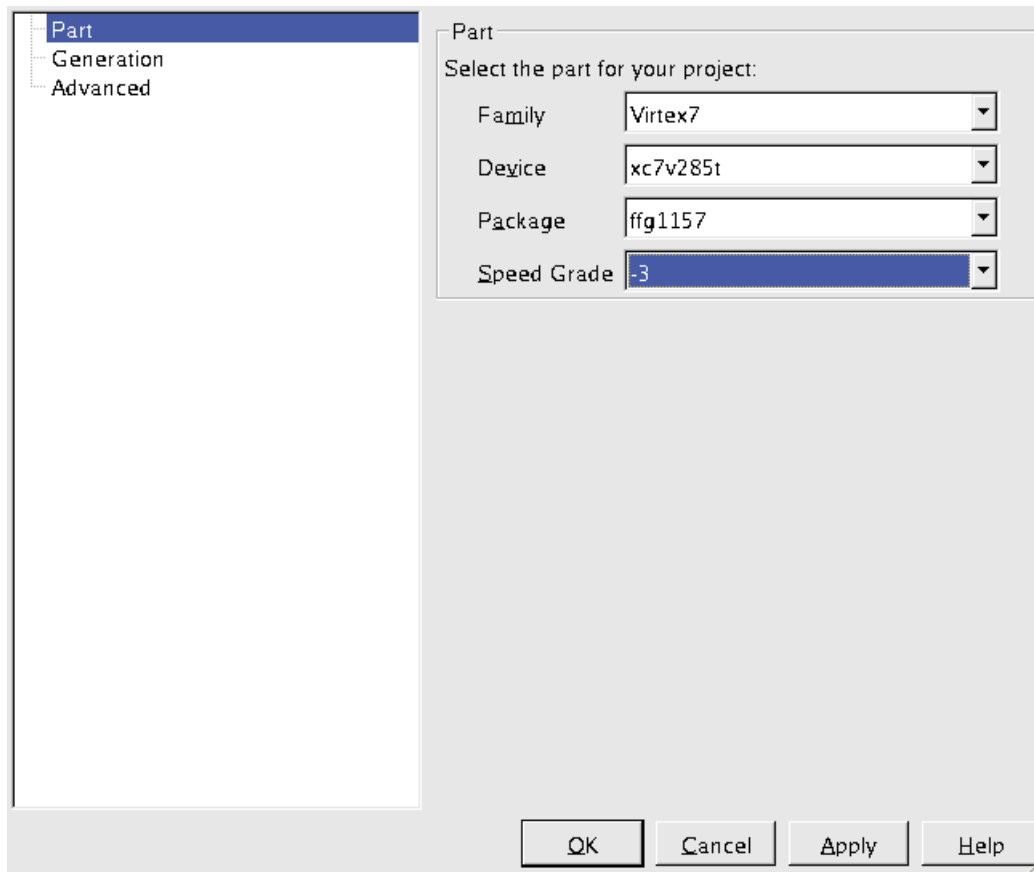 Part
Generation
Advanced
Part
Select the part for your project:
Family Virtex7
Device xc7v285t
Package ffg1157
Speed Grade -3
OK Cancel Apply Help